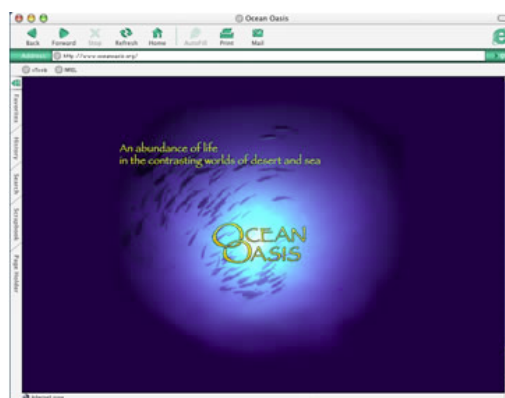 Ocean Oasis
Back Forward Stop Refresh Home AutoFill Print Mail
Address http://www.oceanoasis.org/
Favorites
History
Search
Scrapbook
Page Holder
An abundance of life
in the contrasting worlds of desert and sea
OCEAN
OASIS